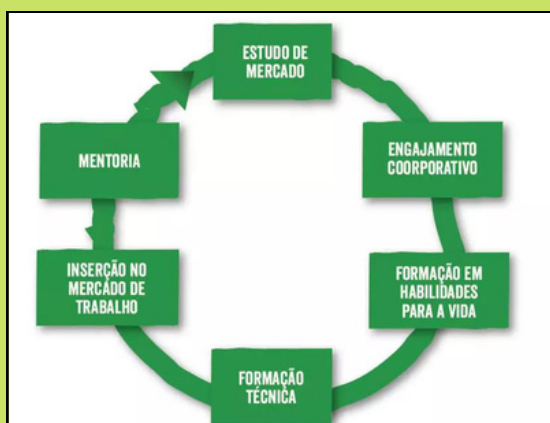 ESTUDO DE
MERCADO
ENGAJAMENTO
COORPORATIVO
FORMAÇÃO EM
HABILIDADES
PARA A VIDA
FORMAÇÃO
TÉCNICA
INSERÇÃO NO
MERCADO DE
TRABALHO
MENTORIA